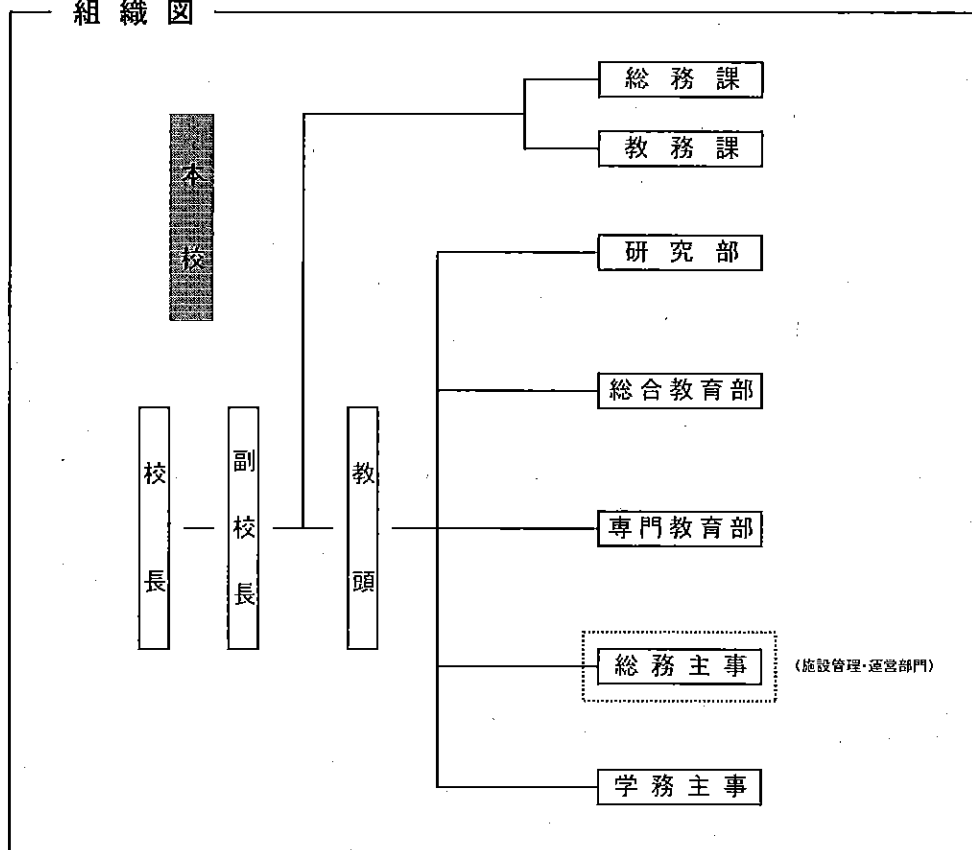 組織図
本校
校長
副校長
教頭
総務課
教務課
研究部
総合教育部
専門教育部
総務主事
(施設管理・運営部門)
学務主事